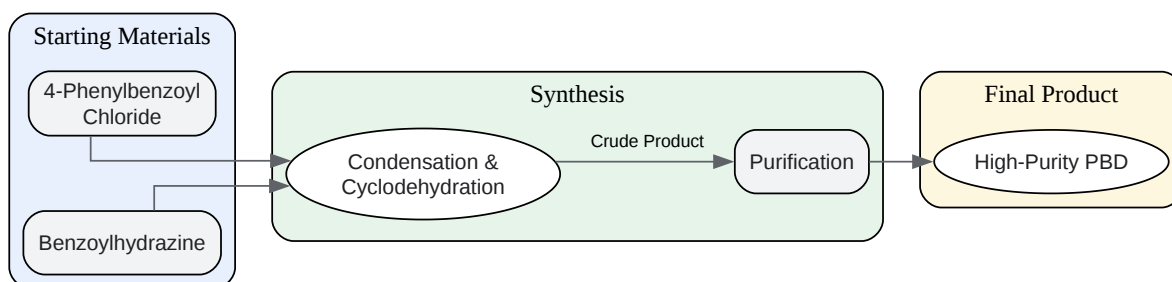 Starting Materials
4-Phenylbenzoyl
Chloride
Benzoylhydrazine
Synthesis
Condensation &
Cyclodehydration
Crude Product
Purification
Final Product
High-Purity PBD